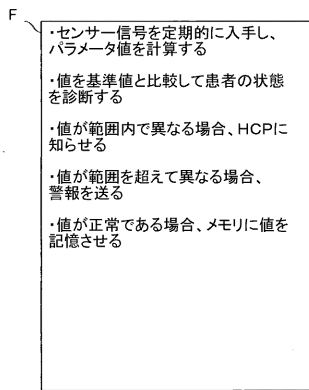 F
・センサー信号を定期的に入手し、
パラメータ値を計算する
・値を基準値と比較して患者の状態
を診断する
・値が範囲内で異なる場合、HCPに
知らせる
・値が範囲を超えて異なる場合、
警報を送る
・値が正常である場合、メモリに値を
記憶させる